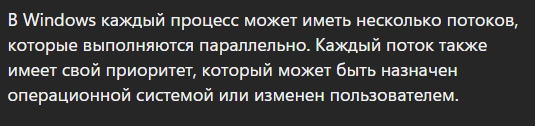 В Windows каждый процесс может иметь несколько потоков,
которые выполняются параллельно. Каждый поток также
имеет свой приоритет, который может быть назначен
операционной системой или изменен пользователем.